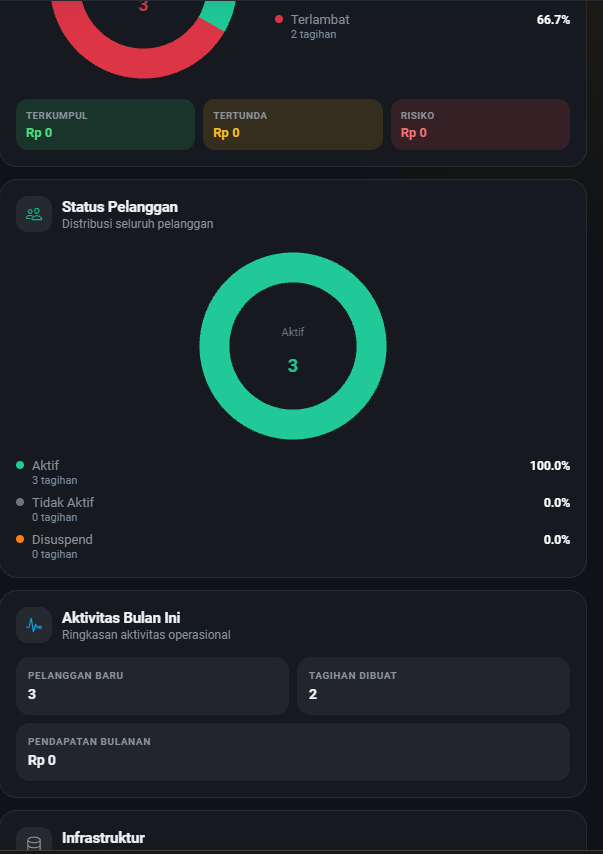 3
Terlambat 66.7%
2 tagihan
TERKUMPUL
Rp 0
TERTUNDA
Rp 0
RISIKO
Rp 0
Status Pelanggan
Distribusi seluruh pelanggan
Aktif
3
Aktif 100.0%
3 tagihan
Tidak Aktif 0.0%
0 tagihan
Disuspend 0.0%
0 tagihan
Aktivitas Bulan Ini
Ringkasan aktivitas operasional
PELANGGAN BARU
3
TAGIHAN DIBUAT
2
PENDAPATAN BULANAN
Rp 0
Infrastruktur